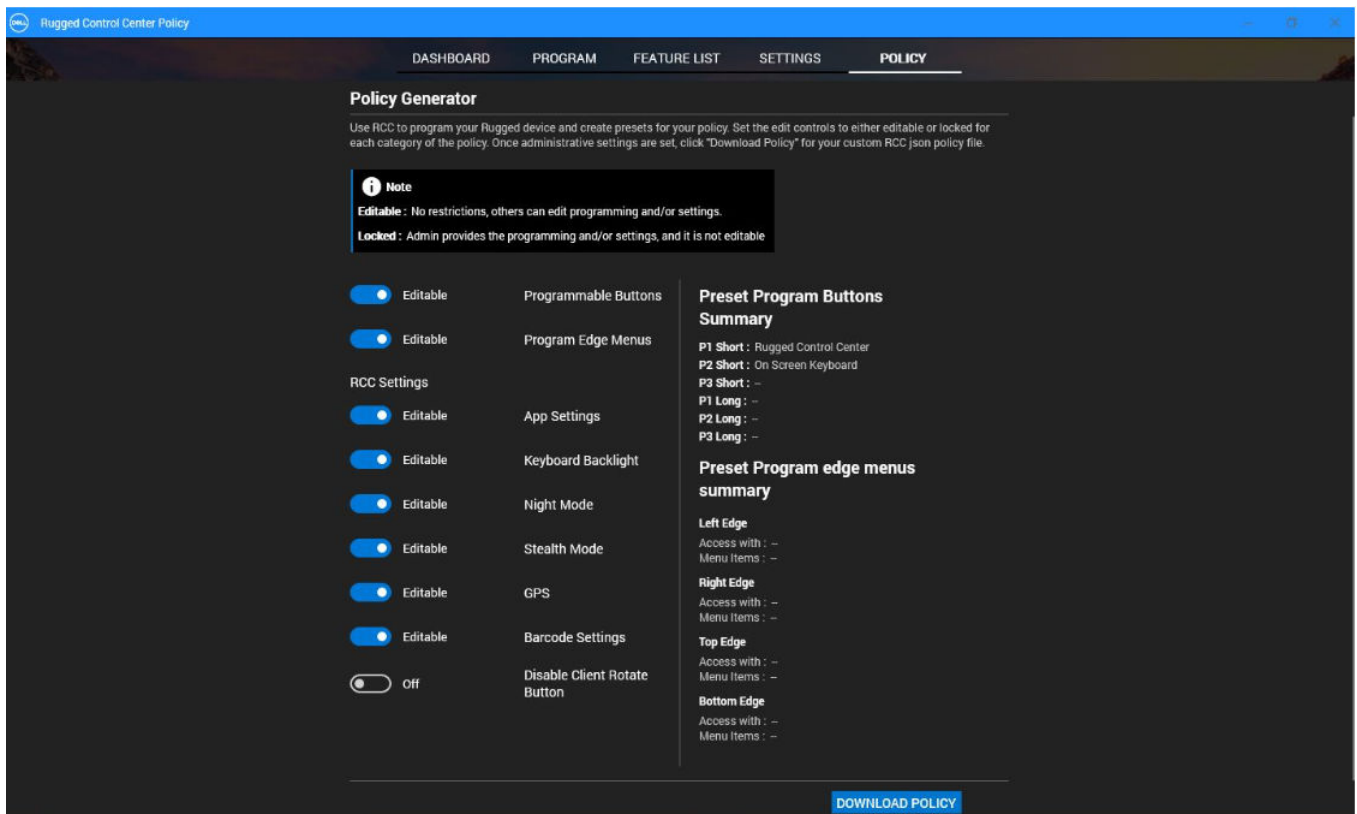 DELL
Rugged Control Center Policy
DASHBOARD PROGRAM FEATURE LIST SETTINGS POLICY
Policy Generator
Use RCC to program your Rugged device and create presets for your policy. Set the edit controls to either editable or locked for
each category of the policy. Once administrative settings are set, click "Download Policy" for your custom RCC json policy file.
i Note
Editable : No restrictions, others can edit programming and/or settings.
Locked : Admin provides the programming and/or settings, and it is not editable
Editable Programmable Buttons
Editable Program Edge Menus
RCC Settings
Editable App Settings
Editable Keyboard Backlight
Editable Night Mode
Editable Stealth Mode
Editable GPS
Editable Barcode Settings
Off Disable Client Rotate
Button
Preset Program Buttons
Summary
P1 Short : Rugged Control Center
P2 Short : On Screen Keyboard
P3 Short : --
P1 Long : --
P2 Long : --
P3 Long : --
Preset Program edge menus
summary
Left Edge
Access with : --
Menu Items : --
Right Edge
Access with : --
Menu Items : --
Top Edge
Access with : --
Menu Items : --
Bottom Edge
Access with : --
Menu Items : --
DOWNLOAD POLICY